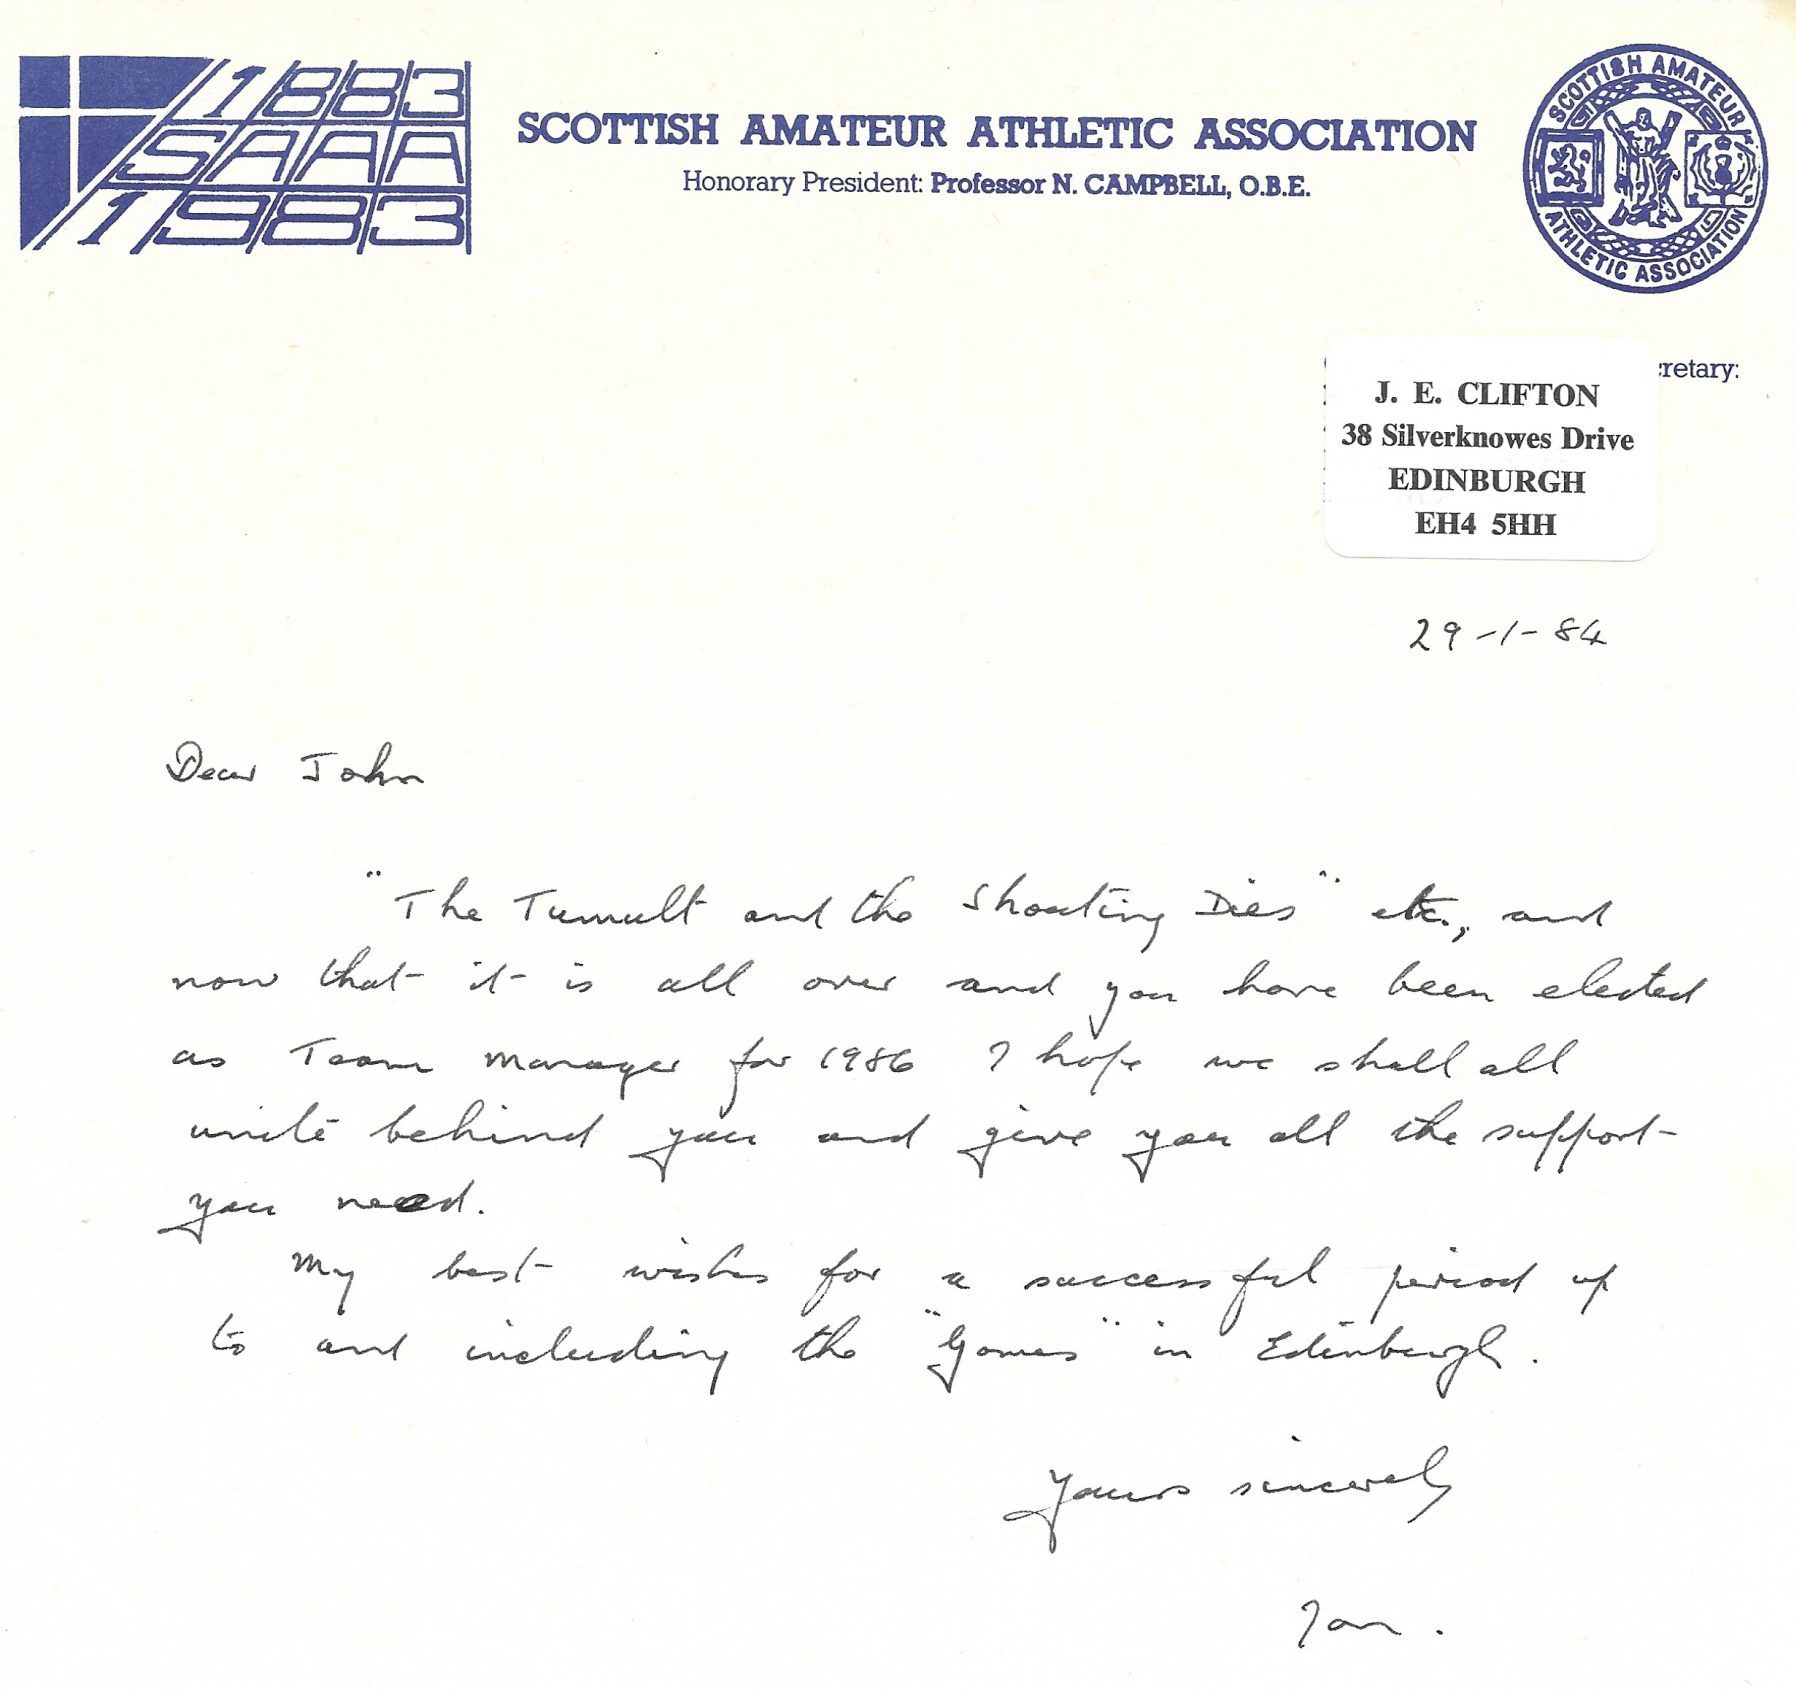 1883
SAAA
1983
SCOTTISH AMATEUR ATHLETIC ASSOCIATION
Honorary President: Professor N. CAMPBELL, O.B.E.
SCOTTISH AMATEUR
ATHLETIC ASSOCIATION
cretary:
J. E. CLIFTON
38 Silverknowes Drive
EDINBURGH
EH4 5HH
29-1-84
Dear John
"The Tumult and the Shouting Dies" etc., and
now that it is all over and you have been elected
as Team Manager for 1986 I hope we shall all
unite behind you and give you all the support
you need.
My best wishes for a successful period up
to and including the "Games" in Edinburgh.
Yours sincerely
Ian.